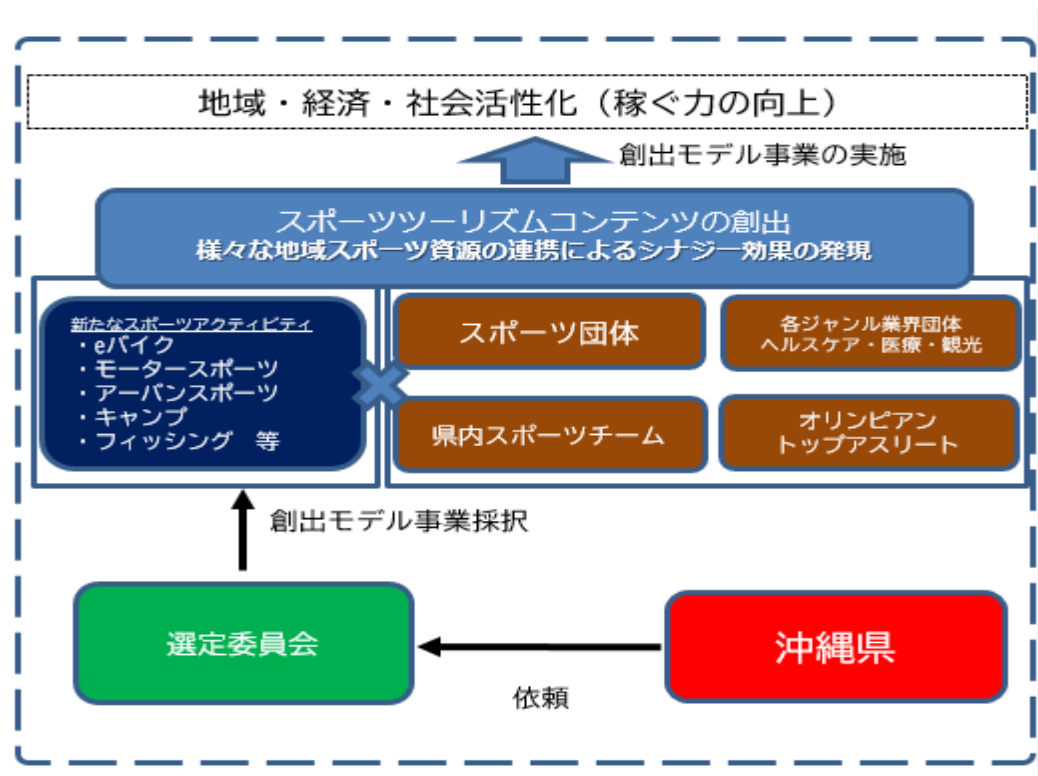 地域・経済・社会活性化（稼ぐ力の向上）
創出モデル事業の実施
スポーツツーリズムコンテンツの創出
様々な地域スポーツ資源の連携によるシナジー効果の発現
新たなスポーツアクティビティ
・eバイク
・モータースポーツ
・アーバンスポーツ
・キャンプ
・フィッシング　等
スポーツ団体
各ジャンル業界団体
ヘルスケア・医療・観光
県内スポーツチーム
オリンピアン
トップアスリート
創出モデル事業採択
選定委員会
沖縄県
依頼